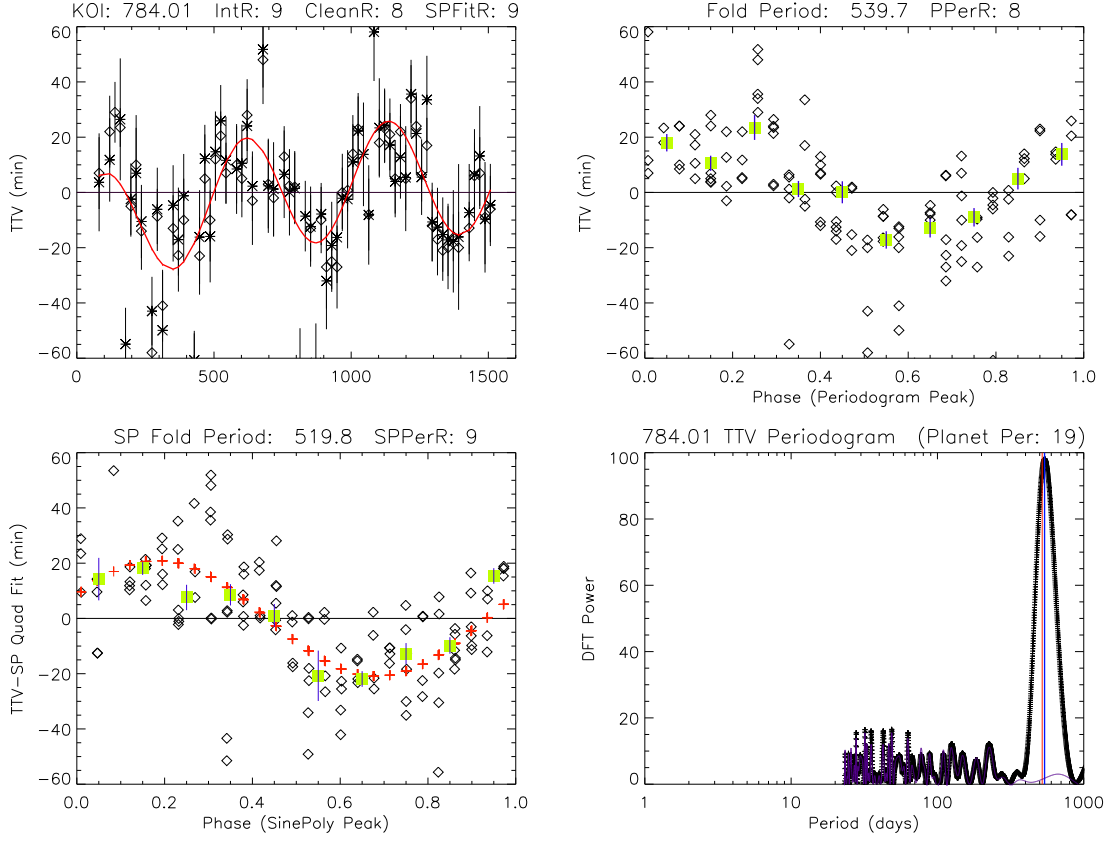 KOI: 784.01   IntR: 9   CleanR: 8   SPFitR: 9
TTV (min)
60
40
20
0
−20
−40
−60
0 500 1000 1500
Fold Period:   539.7   PPerR: 8
TTV (min)
60
40
20
0
−20
−40
−60
0.0 0.2 0.4 0.6 0.8 1.0
Phase (Periodogram Peak)
SP Fold Period:   519.8   SPPerR: 9
TTV−SP Quad Fit (min)
60
40
20
0
−20
−40
−60
0.0 0.2 0.4 0.6 0.8 1.0
Phase (SinePoly Peak)
784.01 TTV Periodogram   (Planet Per: 19)
DFT Power
100
80
60
40
20
0
1 10 100 1000
Period (days)